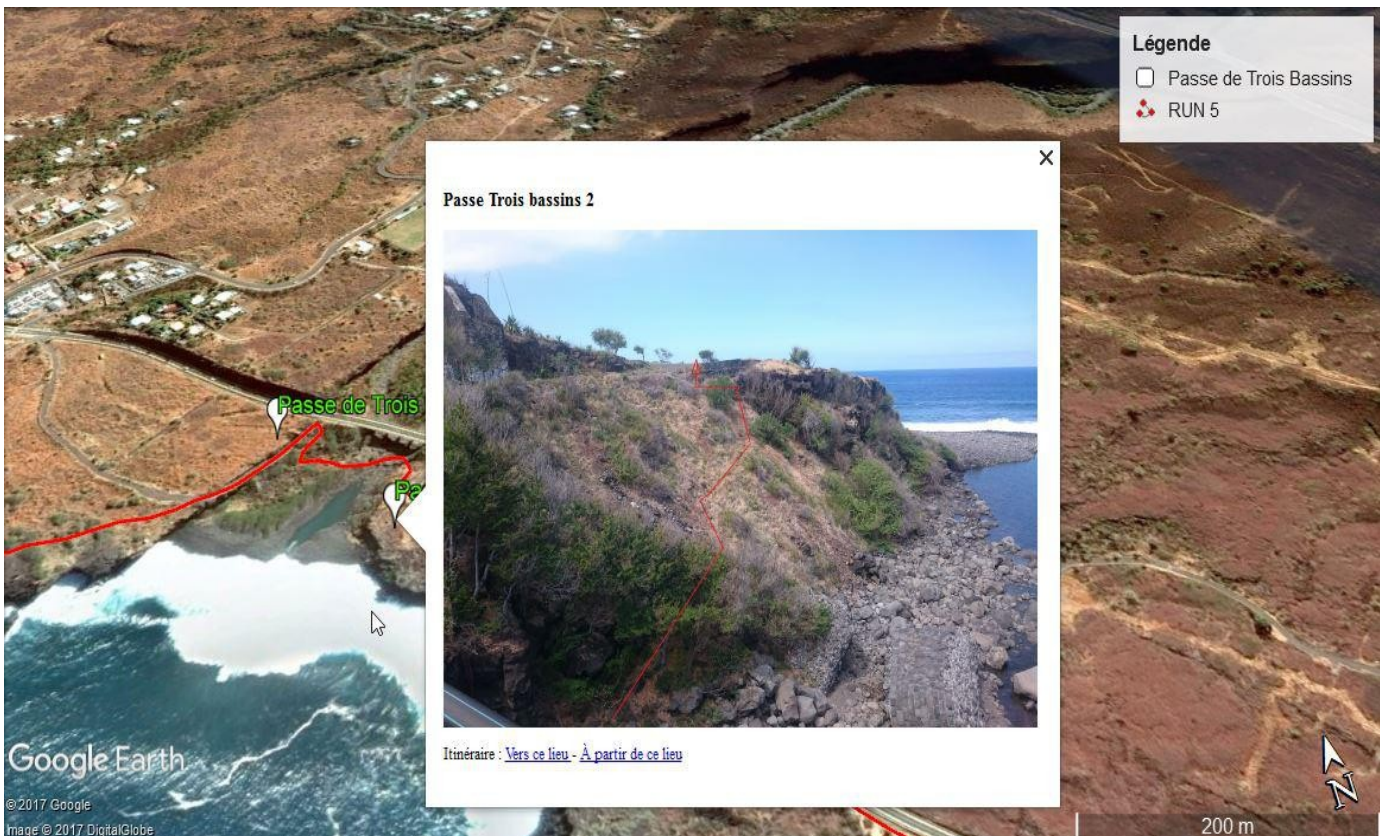 Légende
Passe de Trois Bassins
RUN 5
Passe Trois bassins 2
Passe de Trois
Pa
Itinéraire : Vers ce lieu - À partir de ce lieu
Google Earth
© 2017 Google
Image © 2017 DigitalGlobe
N
200 m